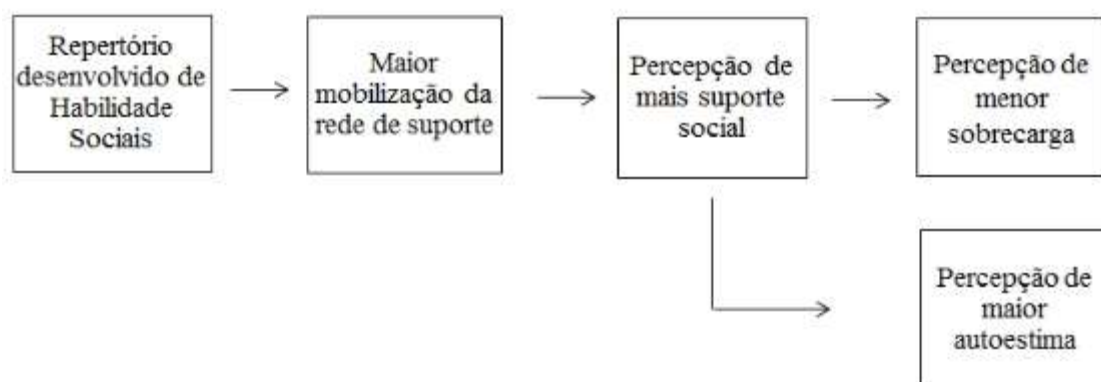 Repertório
desenvolvido de
Habilidade
Sociais
Maior
mobilização da
rede de suporte
Percepção de
mais suporte
social
Percepção de
menor
sobrecarga
Percepção de
maior
autoestima